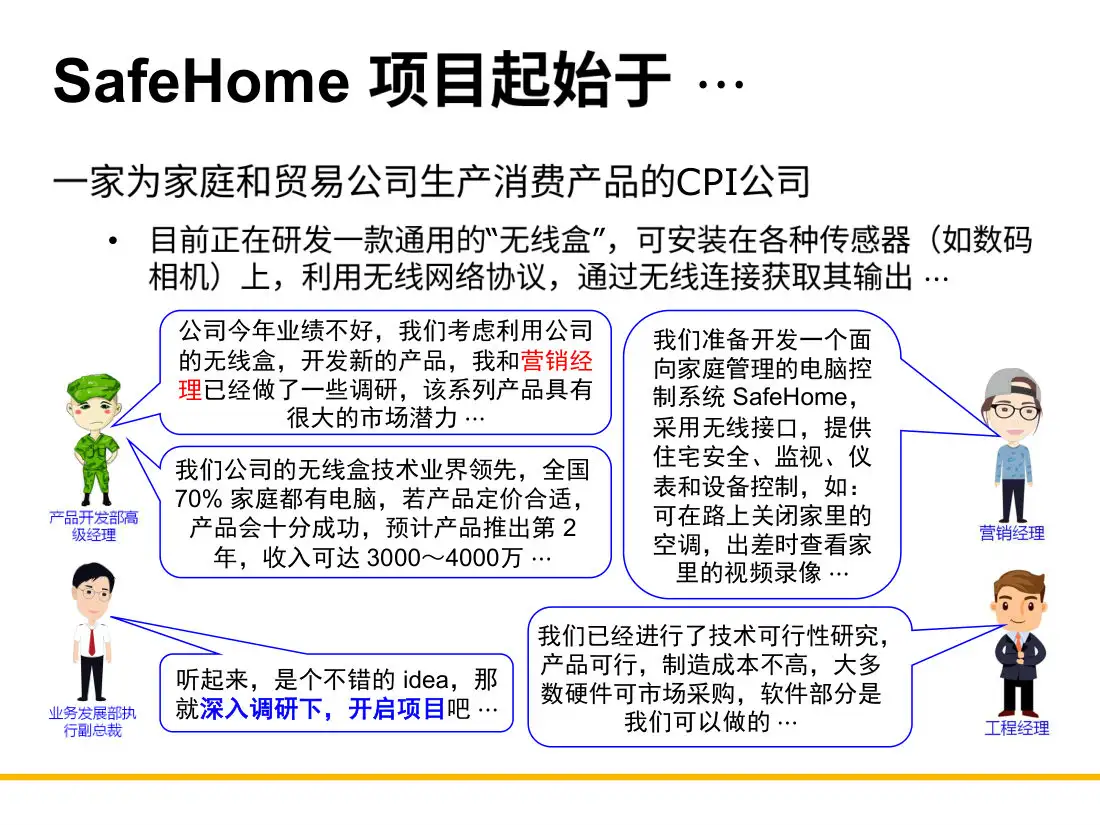 SafeHome 项目起始于 …
一家为家庭和贸易公司生产消费产品的CPI公司
• 目前正在研发一款通用的“无线盒”，可安装在各种传感器（如数码
相机）上，利用无线网络协议，通过无线连接获取其输出 …
公司今年业绩不好，我们考虑利用公司
的无线盒，开发新的产品，我和营销经
理已经做了一些调研，该系列产品具有
很大的市场潜力 …
我们公司的无线盒技术业界领先，全国
70% 家庭都有电脑，若产品定价合适，
产品会十分成功，预计产品推出第 2
年，收入可达 3000～4000万 …
产品开发部高
级经理
我们准备开发一个面
向家庭管理的电脑控
制系统 SafeHome，
采用无线接口，提供
住宅安全、监视、仪
表和设备控制，如：
可在路上关闭家里的
空调，出差时查看家
里的视频录像 …
营销经理
听起来，是个不错的 idea，那
就深入调研下，开启项目吧 …
业务发展部执
行副总裁
我们已经进行了技术可行性研究，
产品可行，制造成本不高，大多
数硬件可市场采购，软件部分是
我们可以做的 …
工程经理